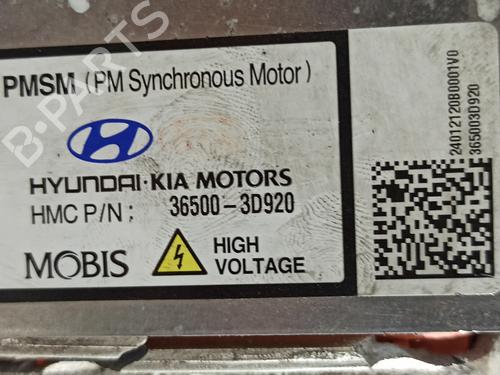 PMSM (PM Synchronous Motor)
HYUNDAI·KIA MOTORS
HMC P/N : 36500-3D920
MOBIS
HIGH
VOLTAGE
24012120B0001V0
365003D920
B-PARTS